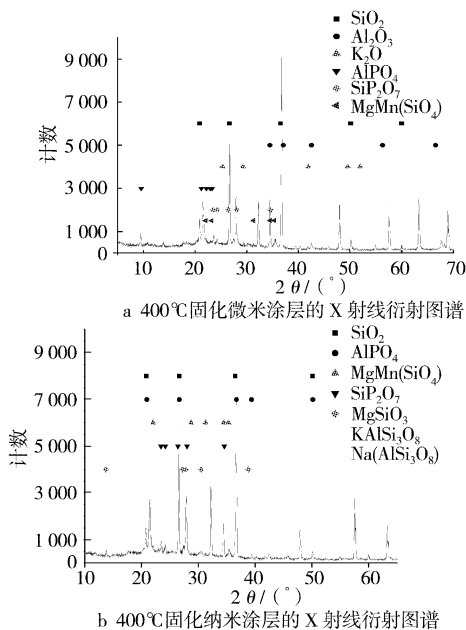 SiO₂
Al₂O₃
K₂O
AlPO₄
SiP₂O₇
MgMn(SiO₄)
9 000
7 000
5 000
3 000
1 000
0
计数
10 20 30 40 50 60 70
2 θ/(°)
a 400℃固化微米涂层的 X 射线衍射图谱
SiO₂
AlPO₄
MgMn(SiO₄)
SiP₂O₇
MgSiO₃
KAlSi₃O₈
Na(AlSi₃O₈)
9 000
7 000
5 000
3 000
1 000
0
计数
10 20 30 40 50 60
2 θ/(°)
b 400℃固化纳米涂层的 X 射线衍射图谱